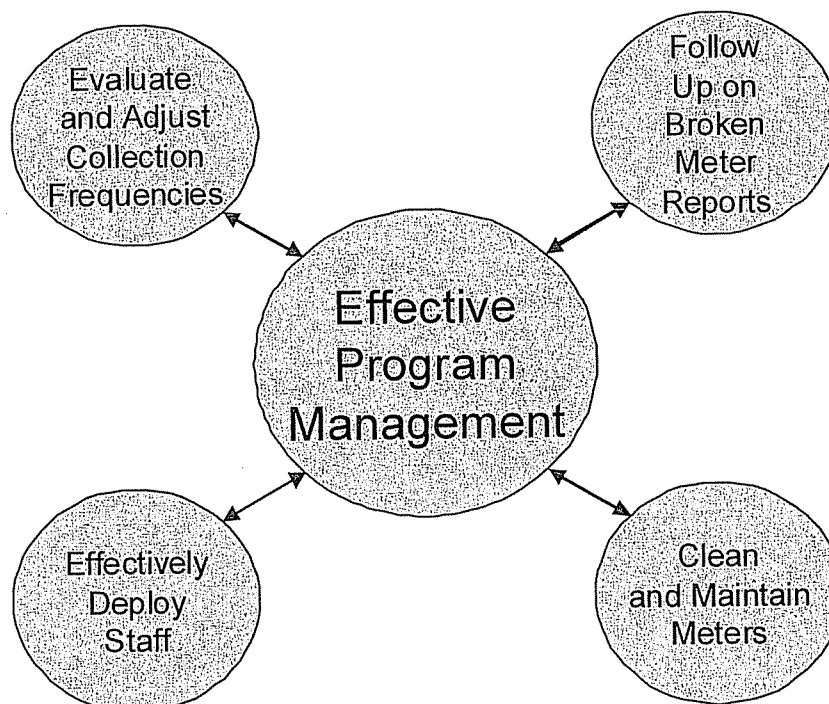 Evaluate
and Adjust
Collection
Frequencies
Follow
Up on
Broken
Meter
Reports
Effective
Program
Management
Effectively
Deploy
Staff
Clean
and Maintain
Meters